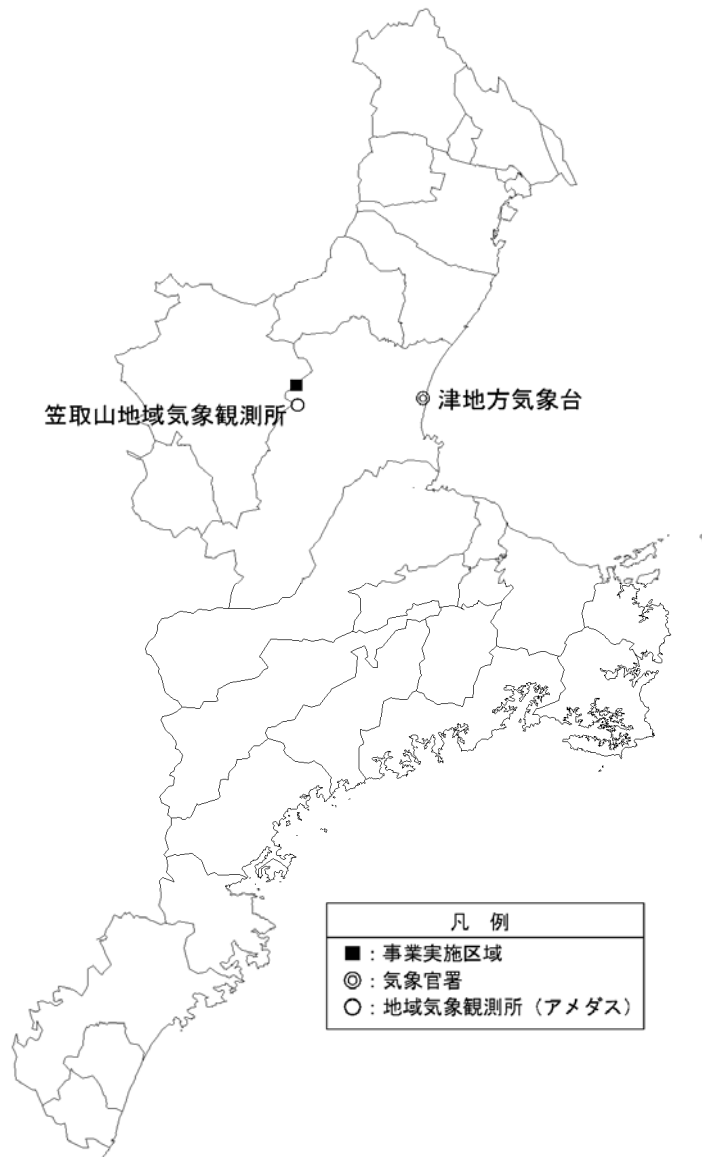 笠取山地域気象観測所
津地方気象台
凡 例
■：事業実施区域
◎：気象官署
○：地域気象観測所（アメダス）